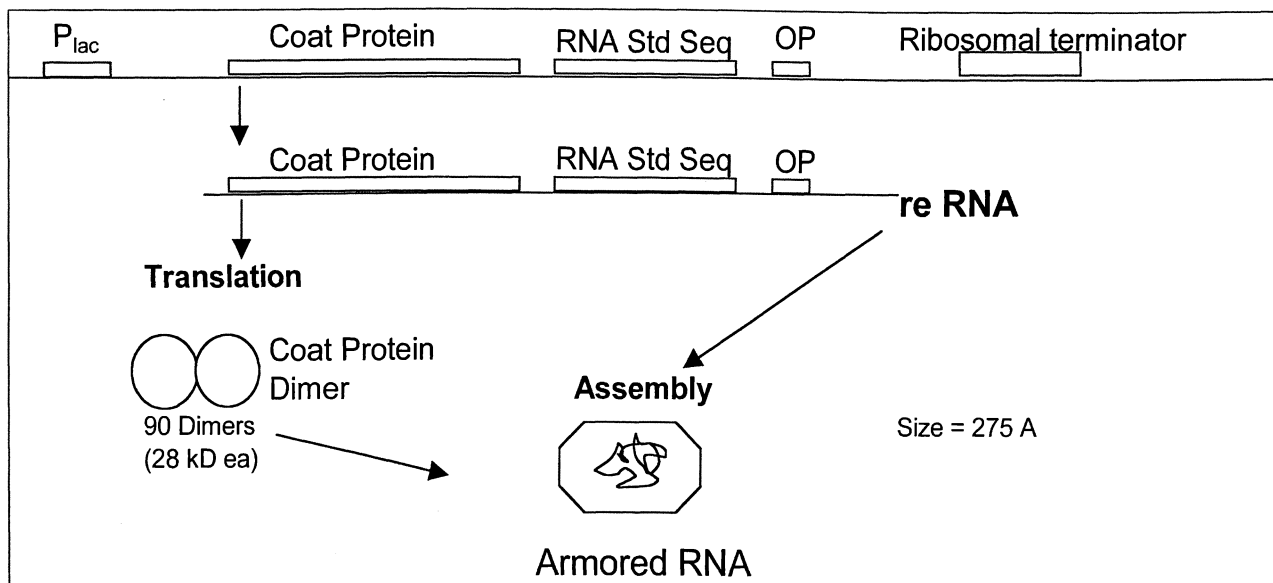 Plac
Coat Protein
RNA Std Seq
OP
Ribosomal terminator
Coat Protein
RNA Std Seq
OP
re RNA
Translation
Coat Protein
Dimer
90 Dimers
(28 kD ea)
Assembly
Size = 275 A
Armored RNA